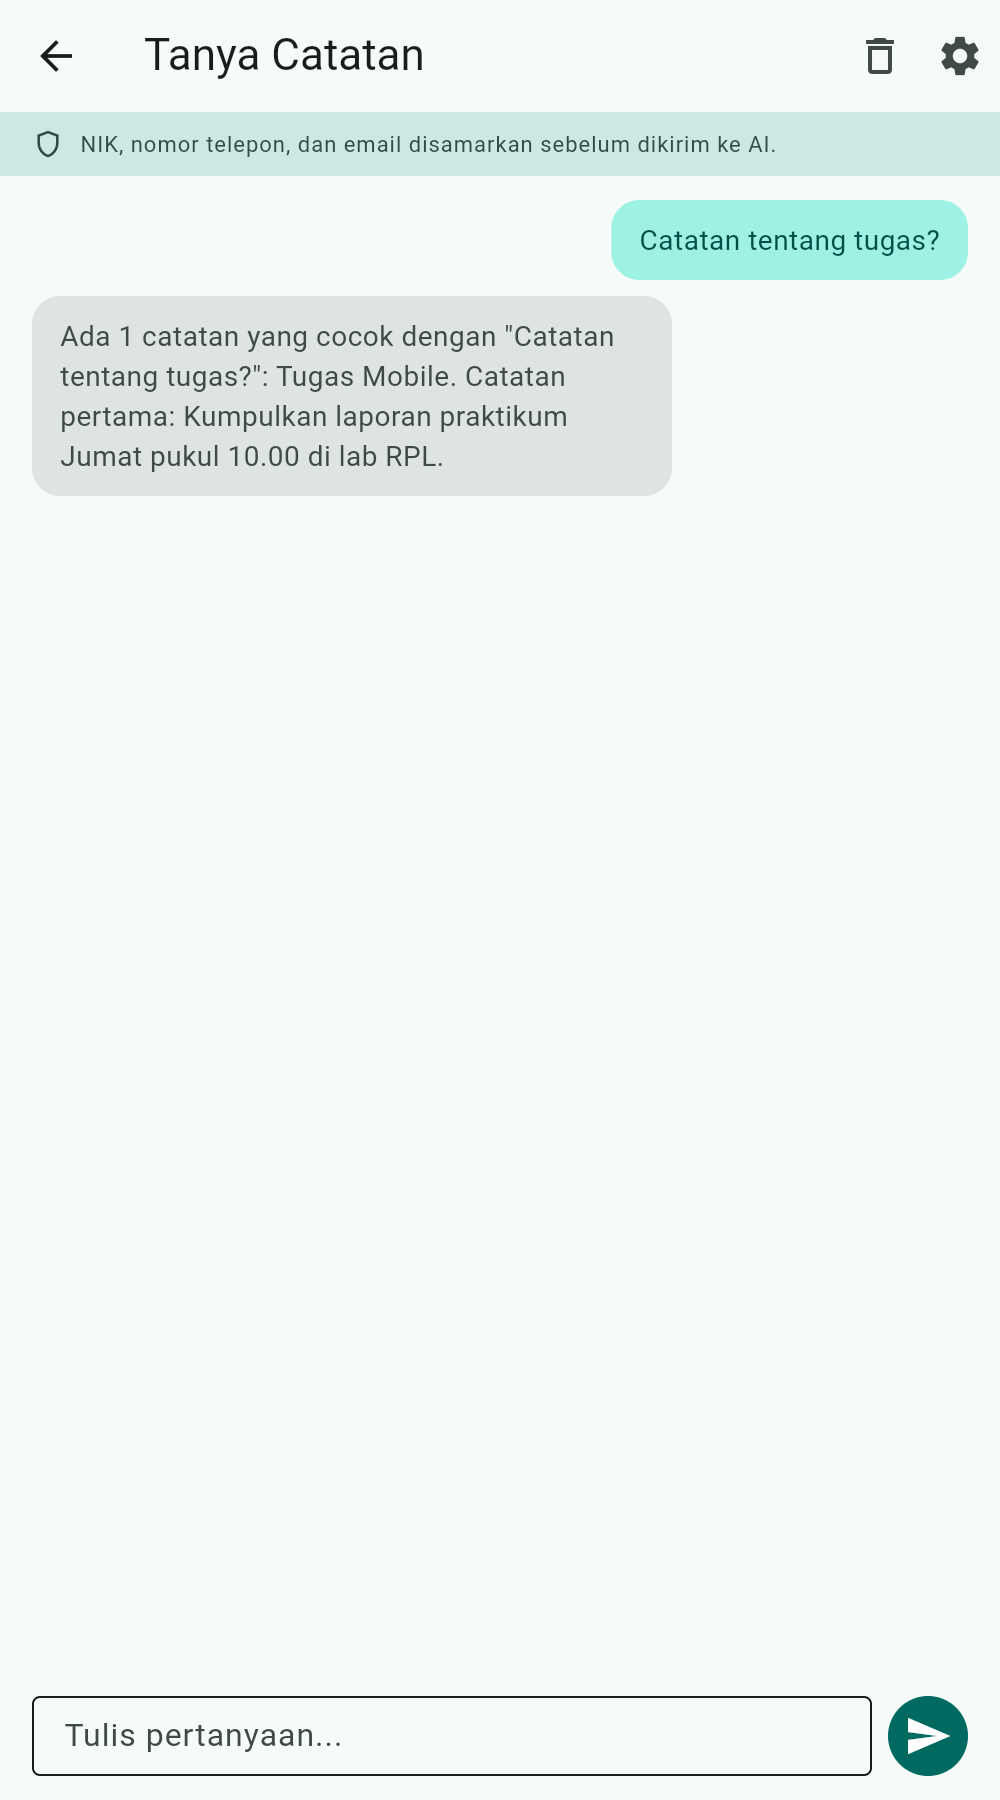 Tanya Catatan
NIK, nomor telepon, dan email disamarkan sebelum dikirim ke AI.
Catatan tentang tugas?
Ada 1 catatan yang cocok dengan "Catatan
tentang tugas?": Tugas Mobile. Catatan
pertama: Kumpulkan laporan praktikum
Jumat pukul 10.00 di lab RPL.
Tulis pertanyaan...